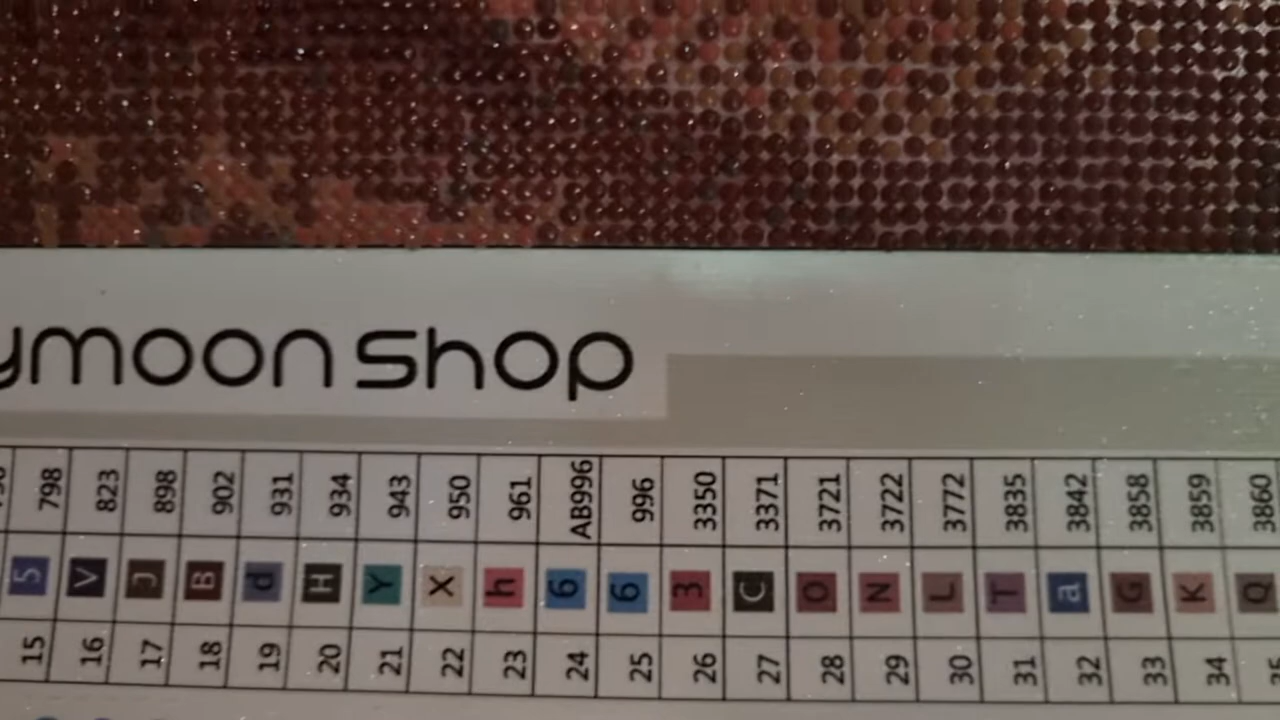 ymoon shop
798 823 898 902 931 934 943 950 961 AB996 996 3350 3371 3721 3722 3772 3835 3842 3858 3859 3860
5 V J B d H Y X h 6 6 3 C O N L T a G K Q
15 16 17 18 19 20 21 22 23 24 25 26 27 28 29 30 31 32 33 34